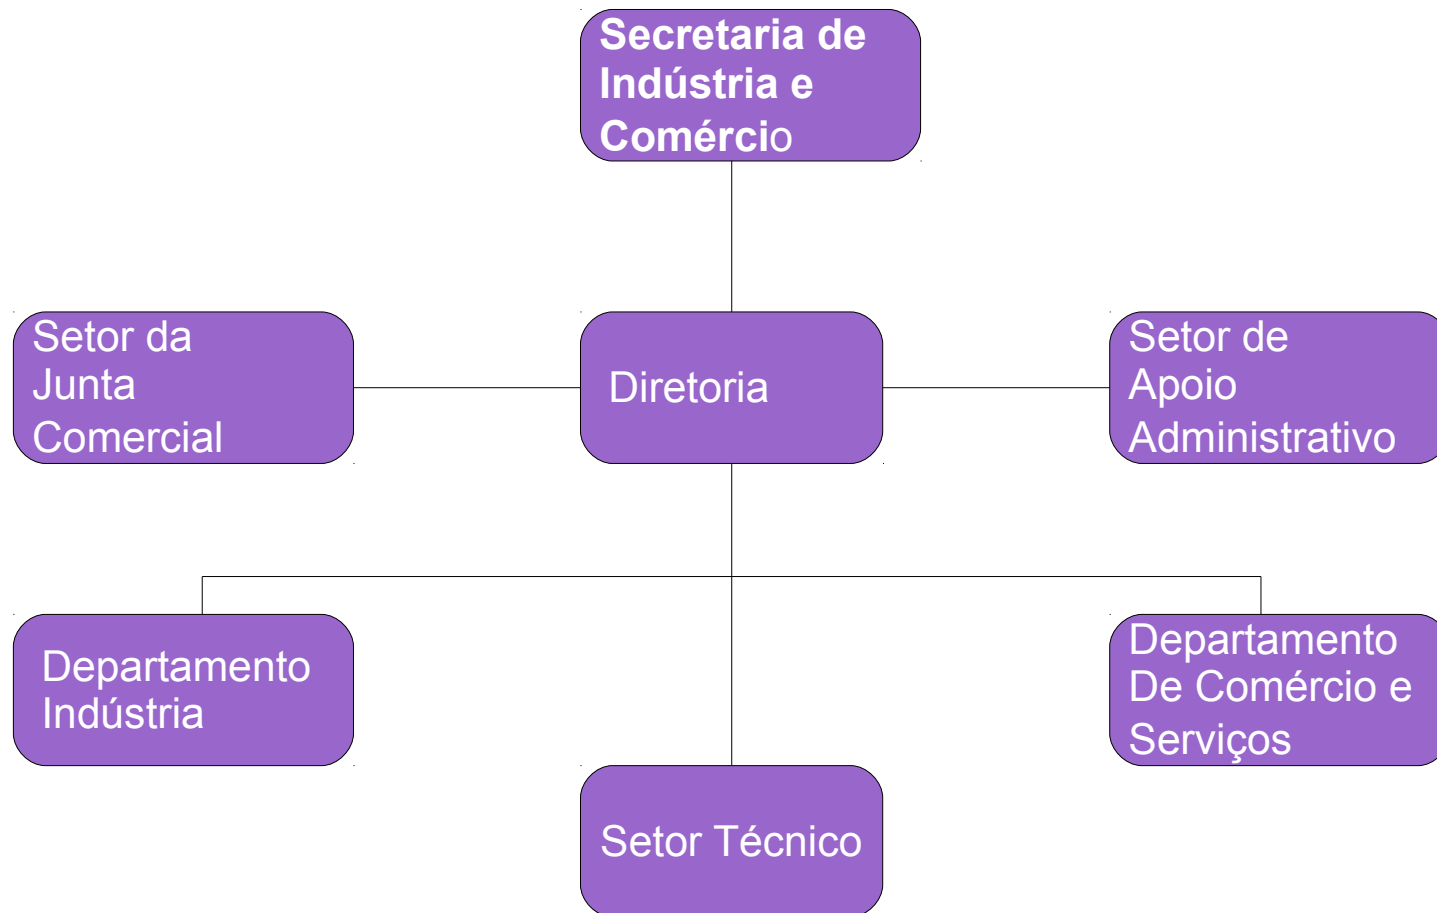 Secretaria de
Indústria e
Comércio
Setor da
Junta
Comercial
Diretoria
Setor de
Apoio
Administrativo
Departamento
Indústria
Departamento
De Comércio e
Serviços
Setor Técnico